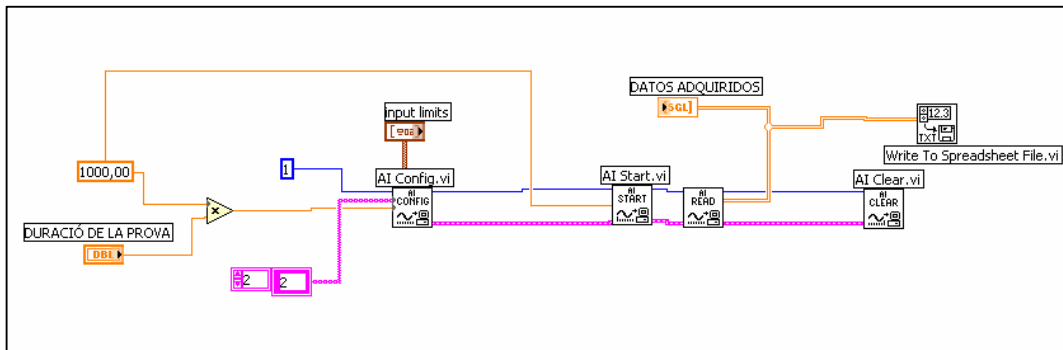 DATOS ADQUIRIDOS
SGL]
12.3
TXT
Write To Spreadsheet File.vi
input limits
1000,00
1
AI Config.vi
AI
CONFIG
AI Start.vi
AI
START
AI
READ
AI Clear.vi
AI
CLEAR
×
DURACIÓ DE LA PROVA
DBL
2
2